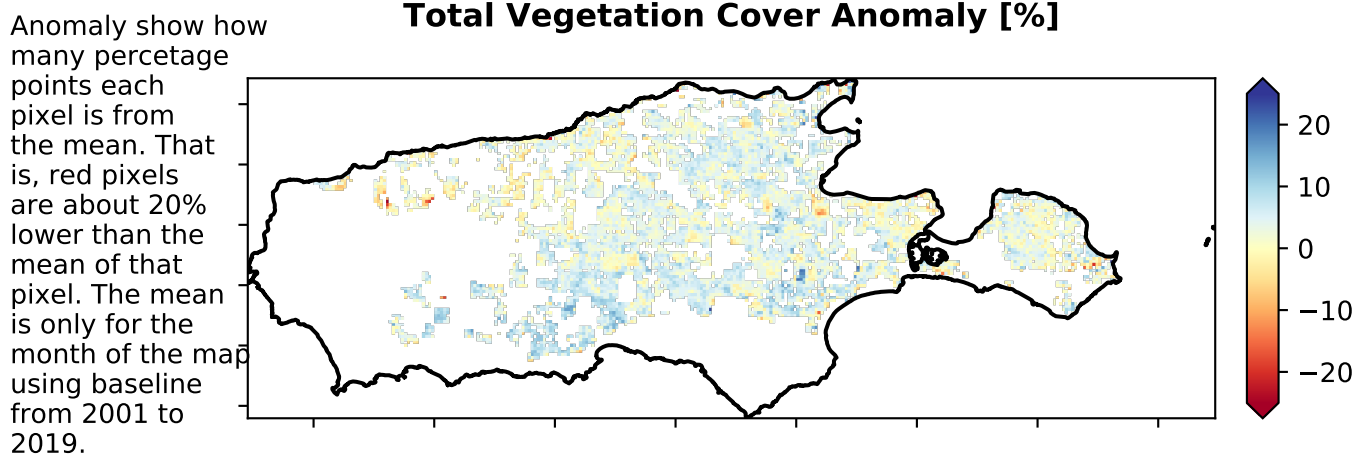 Total Vegetation Cover Anomaly [%]
Anomaly show how
many percetage
points each
pixel is from
the mean. That
is, red pixels
are about 20%
lower than the
mean of that
pixel. The mean
is only for the
month of the map
using baseline
from 2001 to
2019.
20
10
0
−10
−20